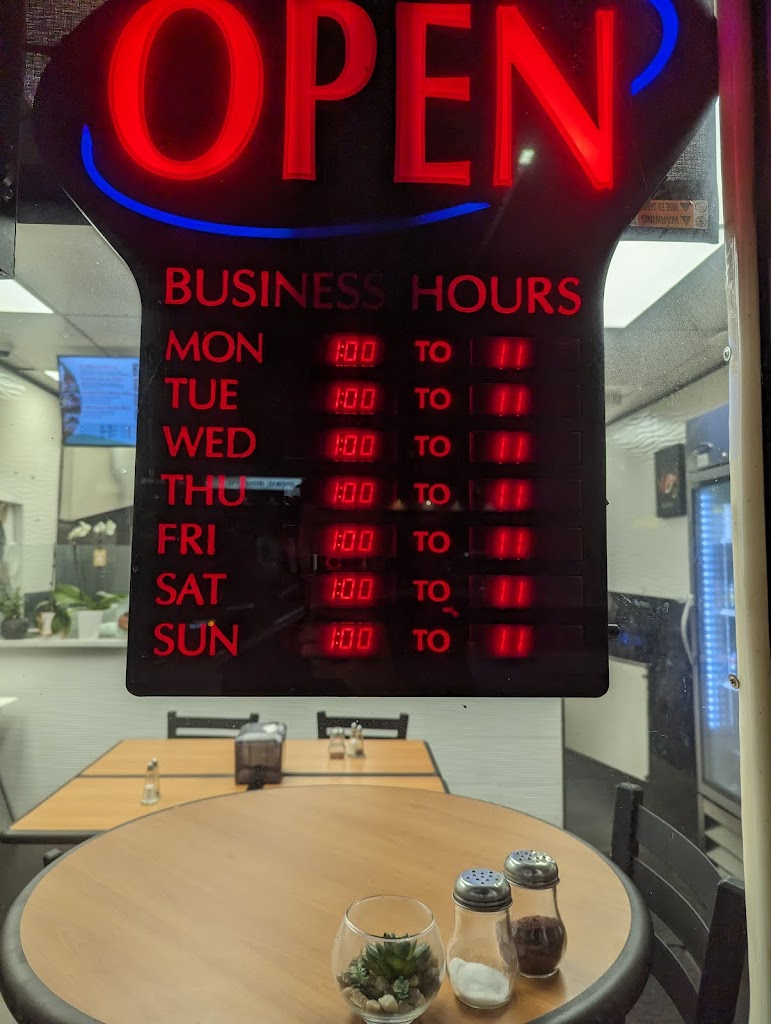 OPEN
WARNING
BUSINESS HOURS
MON 1:00 TO 11
TUE 1:00 TO 11
WED 1:00 TO 11
THU 1:00 TO 11
FRI 1:00 TO 11
SAT 1:00 TO 11
SUN 1:00 TO 11